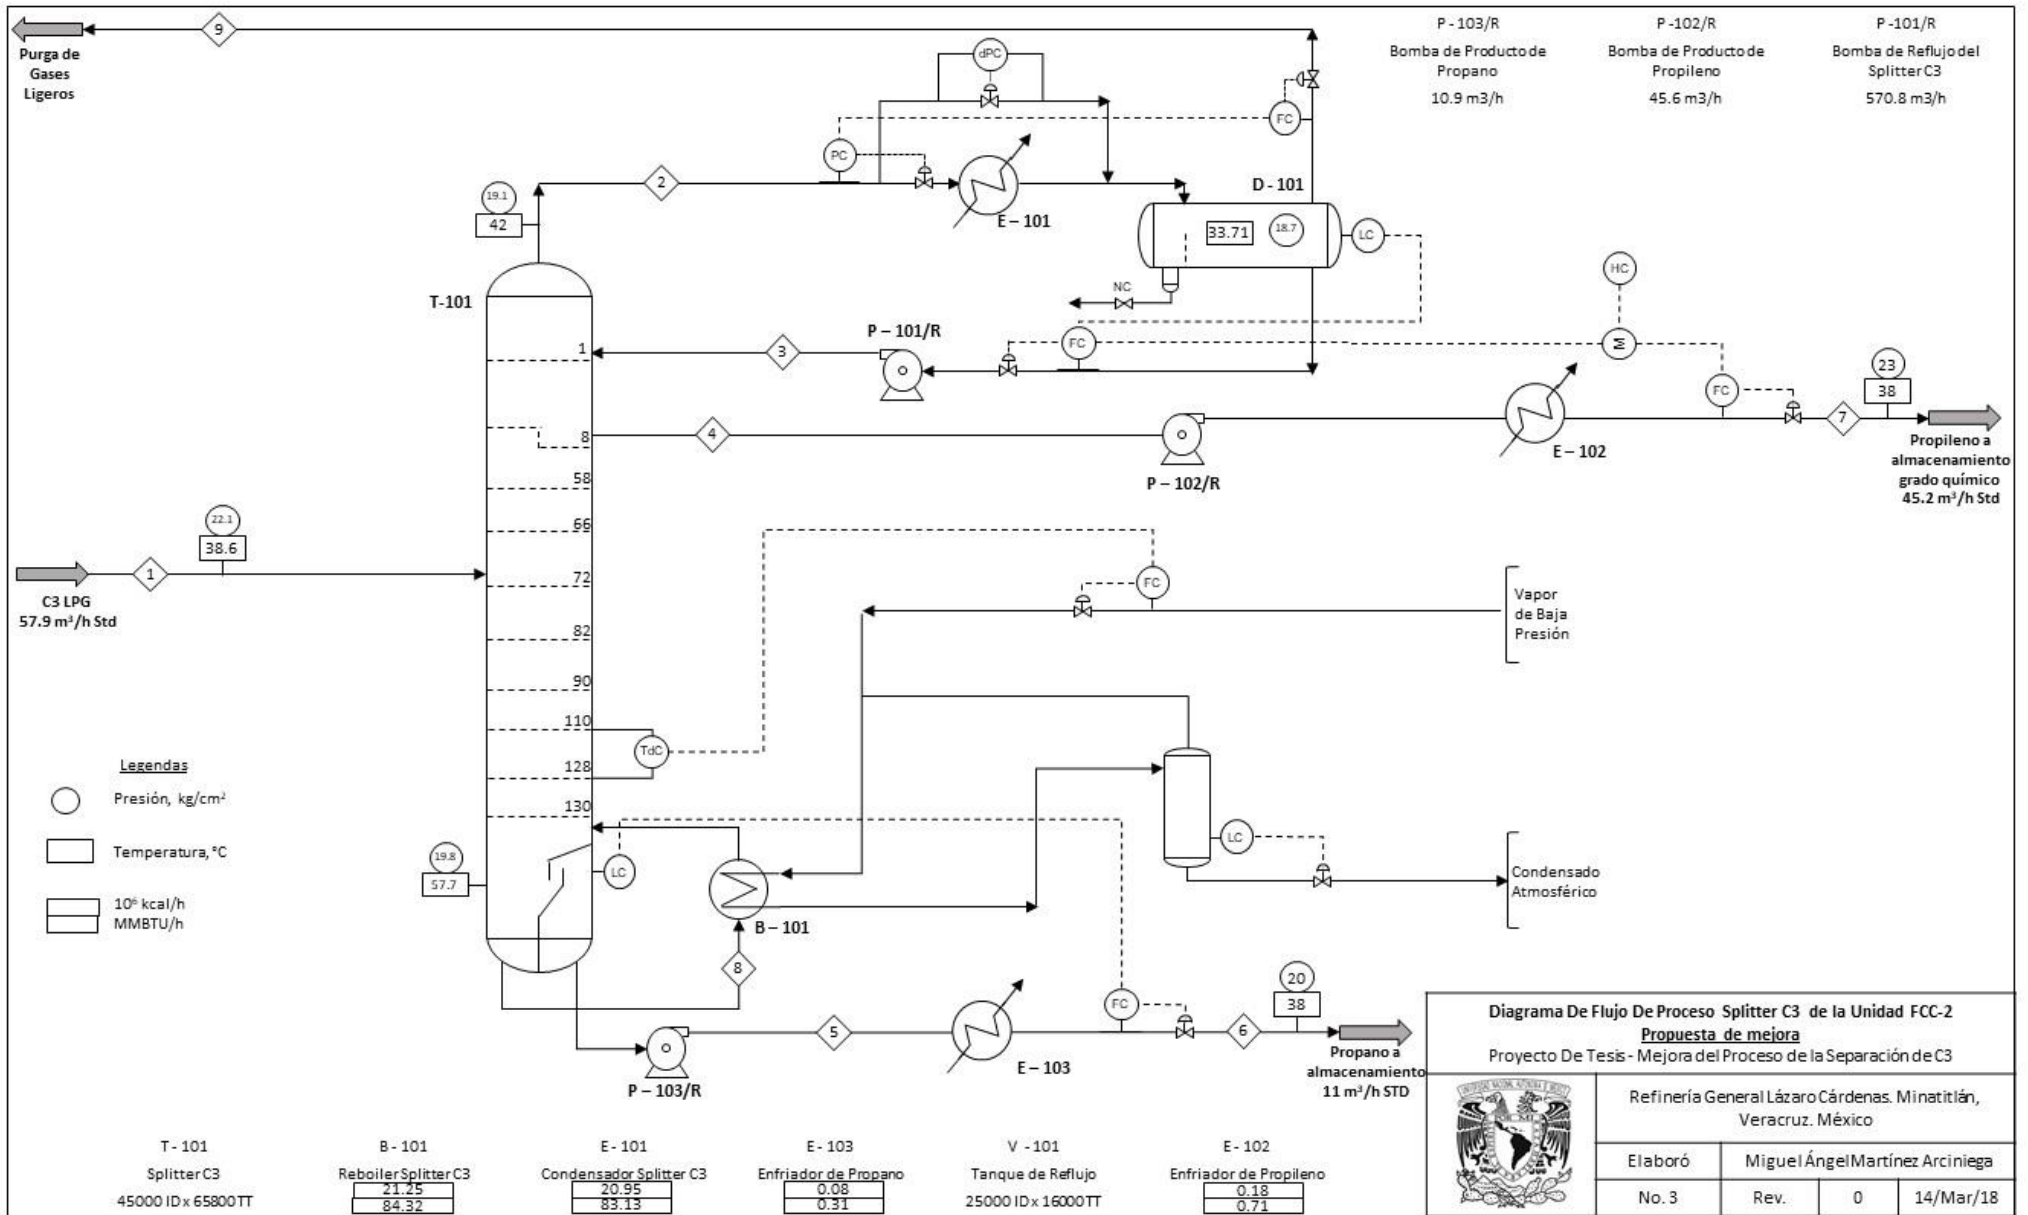 9
Purga de
Gases
Ligeros
P - 103/R
Bomba de Producto de
Propano
10.9 m3/h
P -102/R
Bomba de Producto de
Propileno
45.6 m3/h
P -101/R
Bomba de Reflujo del
Splitter C3
570.8 m3/h
dPC
FC
PC
2
19.1
42
E – 101
D - 101
33.71
18.7
LC
NC
HC
T-101
P – 101/R
1
3
FC
M
23
38
FC
8
4
7
E – 102
P – 102/R
Propileno a
almacenamiento
grado químico
45.2 m³/h Std
58
66
22.1
38.6
1
72
C3 LPG
57.9 m³/h Std
FC
Vapor
de Baja
Presión
82
90
110
TdC
128
130
Legendas
Presión, kg/cm²
Temperatura, °C
10⁶ kcal/h
MMBTU/h
19.8
57.7
LC
LC
Condensado
Atmosférico
B – 101
8
FC
20
38
5
6
E – 103
P – 103/R
Propano a
almacenamiento
11 m³/h STD
Diagrama De Flujo De Proceso Splitter C3 de la Unidad FCC-2
Propuesta de mejora
Proyecto De Tesis - Mejora del Proceso de la Separación de C3
Refinería General Lázaro Cárdenas. Minatitlán,
Veracruz. México
Elaboró
Miguel Ángel Martínez Arciniega
No. 3
Rev.
0
14/Mar/18
T - 101
Splitter C3
45000 ID x 65800 TT
B - 101
Reboiler Splitter C3
21.25
84.32
E - 101
Condensador Splitter C3
20.95
83.13
E - 103
Enfriador de Propano
0.08
0.31
V -101
Tanque de Reflujo
25000 ID x 16000 TT
E - 102
Enfriador de Propileno
0.18
0.71